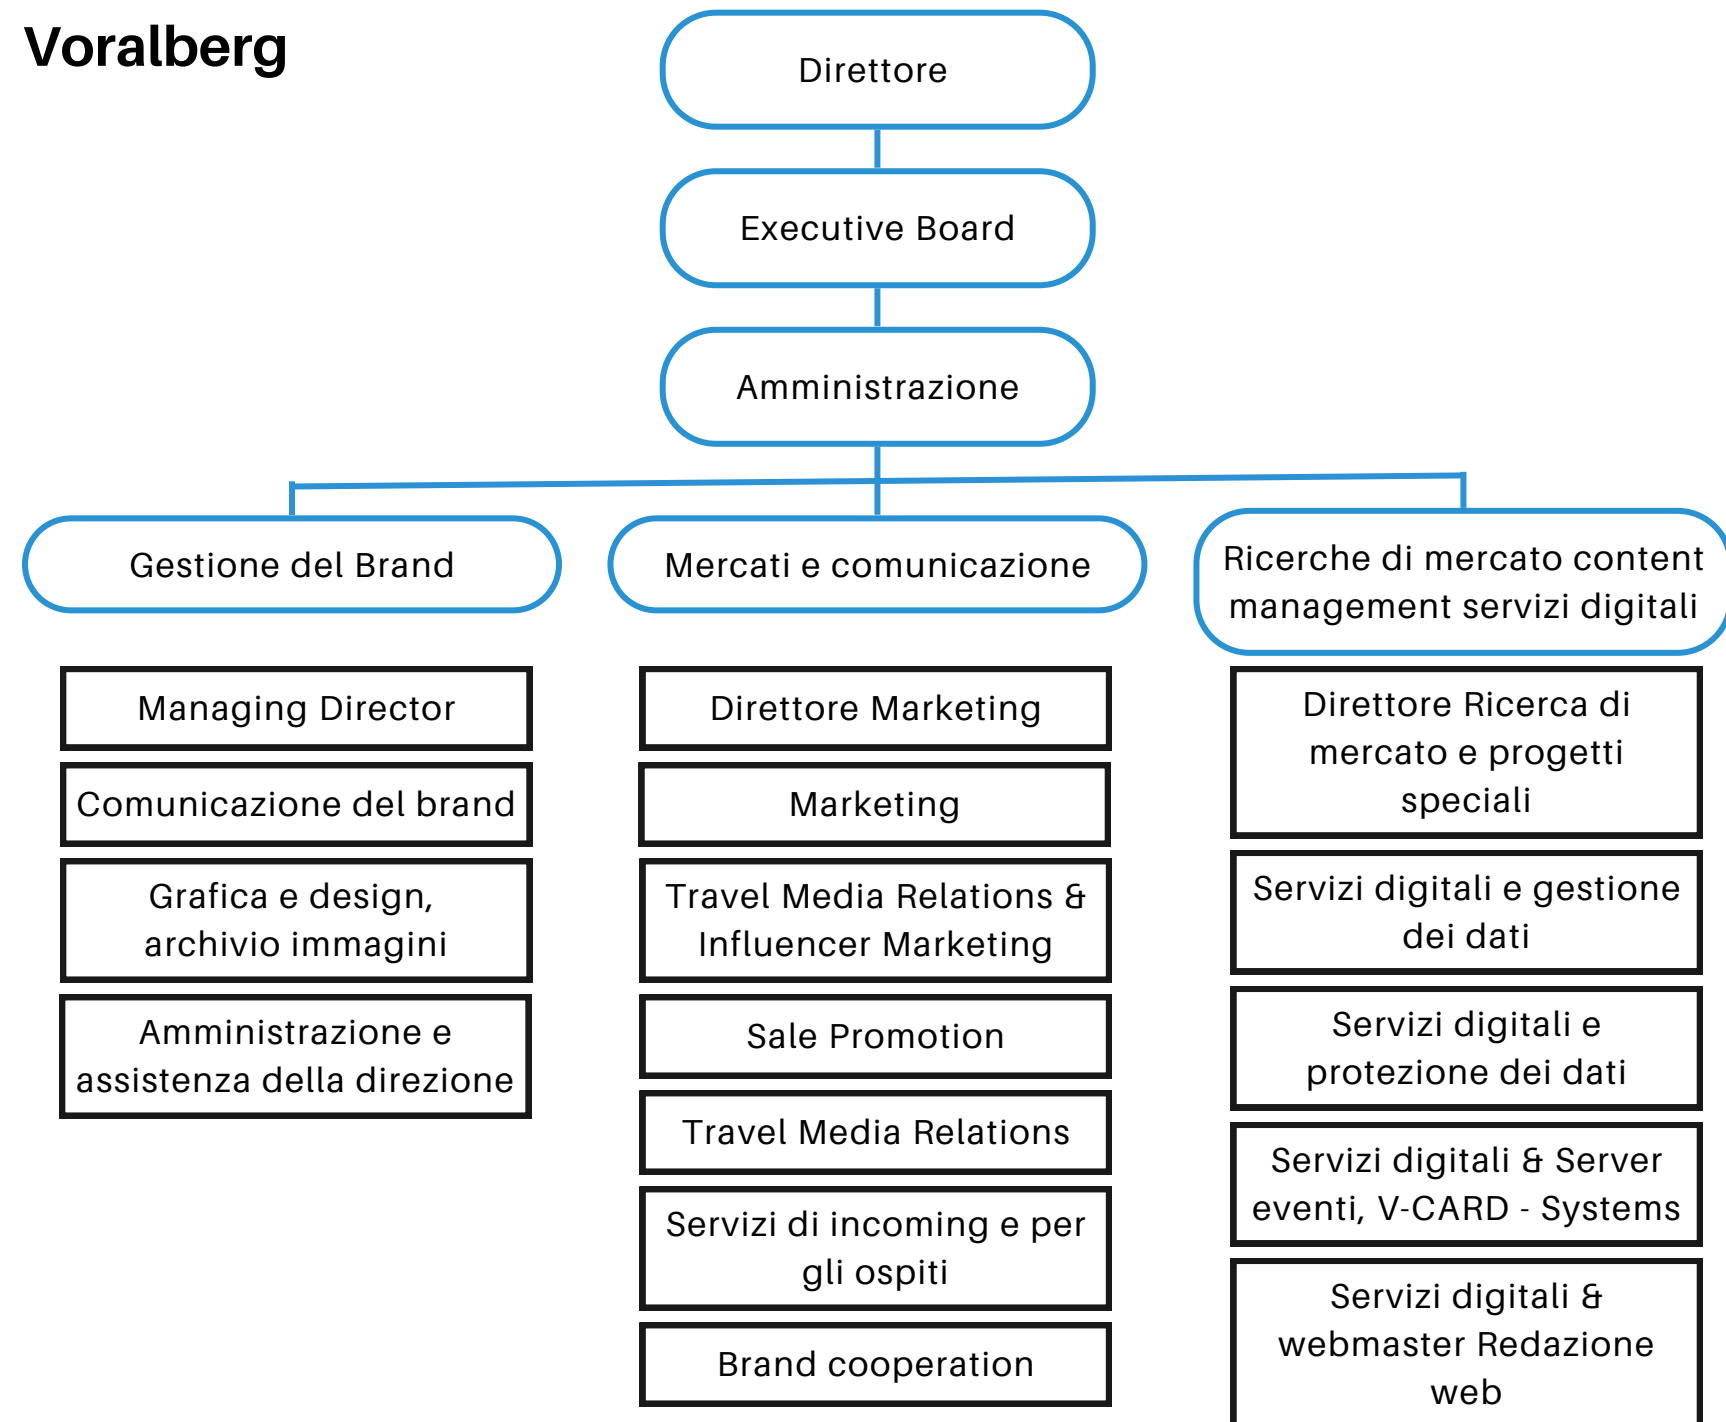 Voralberg
Direttore
Executive Board
Amministrazione
Gestione del Brand
Managing Director
Comunicazione del brand
Grafica e design,
archivio immagini
Amministrazione e
assistenza della direzione
Mercati e comunicazione
Direttore Marketing
Marketing
Travel Media Relations &
Influencer Marketing
Sale Promotion
Travel Media Relations
Servizi di incoming e per
gli ospiti
Brand cooperation
Ricerche di mercato content
management servizi digitali
Direttore Ricerca di
mercato e progetti
speciali
Servizi digitali e gestione
dei dati
Servizi digitali e
protezione dei dati
Servizi digitali & Server
eventi, V-CARD - Systems
Servizi digitali &
webmaster Redazione
web